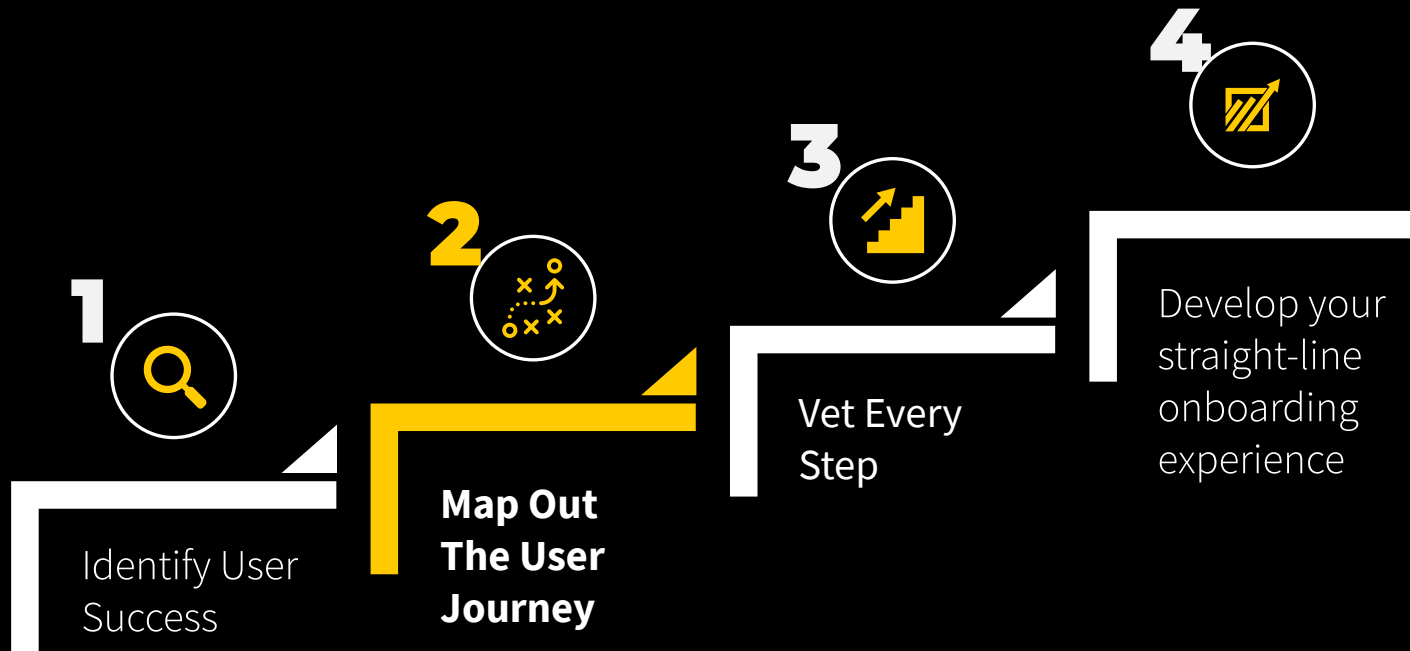 1
Identify User
Success
2
Map Out
The User
Journey
3
Vet Every
Step
4
Develop your
straight-line
onboarding
experience